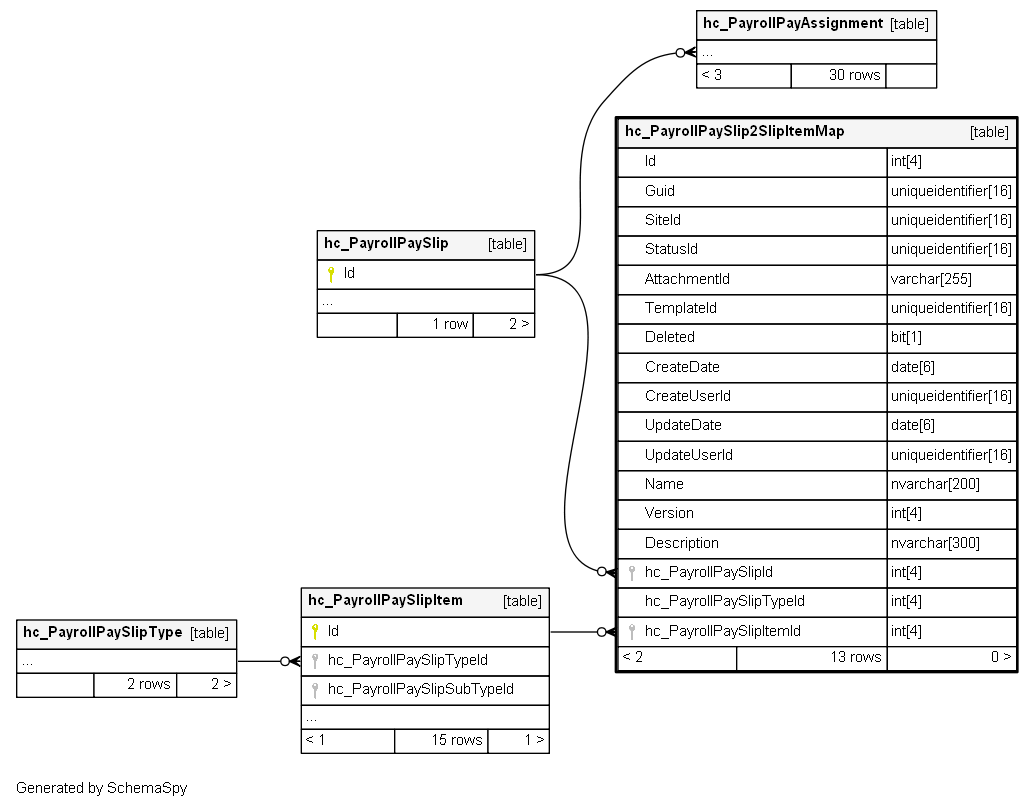 hc_PayrollPayAssignment [table]
...
< 3 30 rows
hc_PayrollPaySlip2SlipItemMap [table]
Id int[4]
Guid uniqueidentifier[16]
SiteId uniqueidentifier[16]
StatusId uniqueidentifier[16]
AttachmentId varchar[255]
TemplateId uniqueidentifier[16]
Deleted bit[1]
CreateDate date[6]
CreateUserId uniqueidentifier[16]
UpdateDate date[6]
UpdateUserId uniqueidentifier[16]
Name nvarchar[200]
Version int[4]
Description nvarchar[300]
hc_PayrollPaySlipId int[4]
hc_PayrollPaySlipTypeId int[4]
hc_PayrollPaySlipItemId int[4]
< 2 13 rows 0 >
hc_PayrollPaySlip [table]
Id
...
1 row 2 >
hc_PayrollPaySlipItem [table]
Id
hc_PayrollPaySlipTypeId
hc_PayrollPaySlipSubTypeId
...
< 1 15 rows 1 >
hc_PayrollPaySlipType [table]
...
2 rows 2 >
Generated by SchemaSpy